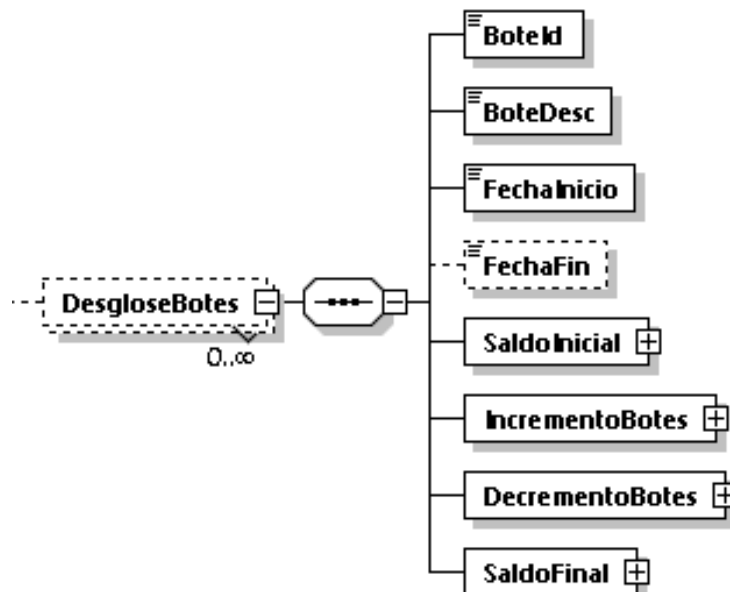 BoteId
BoteDesc
FechaInicio
FechaFin
DesgloseBotes
0..∞
SaldoInicial
IncrementoBotes
DecrementoBotes
SaldoFinal